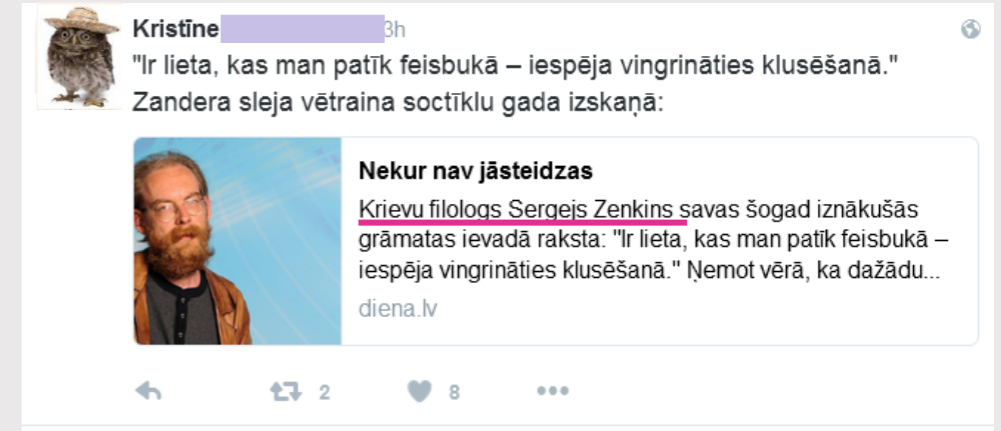 Kristīne 3h
"Ir lieta, kas man patīk feisbukā – iespēja vingrināties klusēšanā."
Zandera sleja vētraina soctīklu gada izskaņā:
Nekur nav jāsteidzas
Krievu filologs Sergejs Zenkins savas šogad iznākušās
grāmatas ievadā raksta: "Ir lieta, kas man patīk feisbukā –
iespēja vingrināties klusēšanā." Ņemot vērā, ka dažādu...
diena.lv
2 8